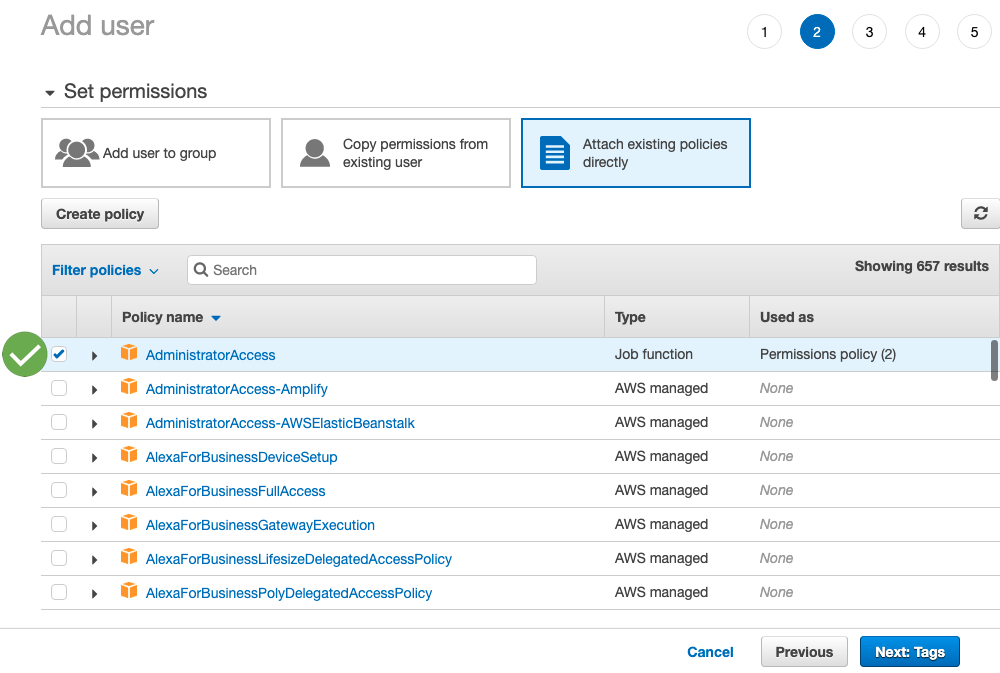 Add user
1 2 3 4 5
Set permissions
Add user to group
Copy permissions from
existing user
Attach existing policies
directly
Create policy
Filter policies Search Showing 657 results
Policy name Type Used as
AdministratorAccess Job function Permissions policy (2)
AdministratorAccess-Amplify AWS managed None
AdministratorAccess-AWSElasticBeanstalk AWS managed None
AlexaForBusinessDeviceSetup AWS managed None
AlexaForBusinessFullAccess AWS managed None
AlexaForBusinessGatewayExecution AWS managed None
AlexaForBusinessLifesizeDelegatedAccessPolicy AWS managed None
AlexaForBusinessPolyDelegatedAccessPolicy AWS managed None
Cancel Previous Next: Tags